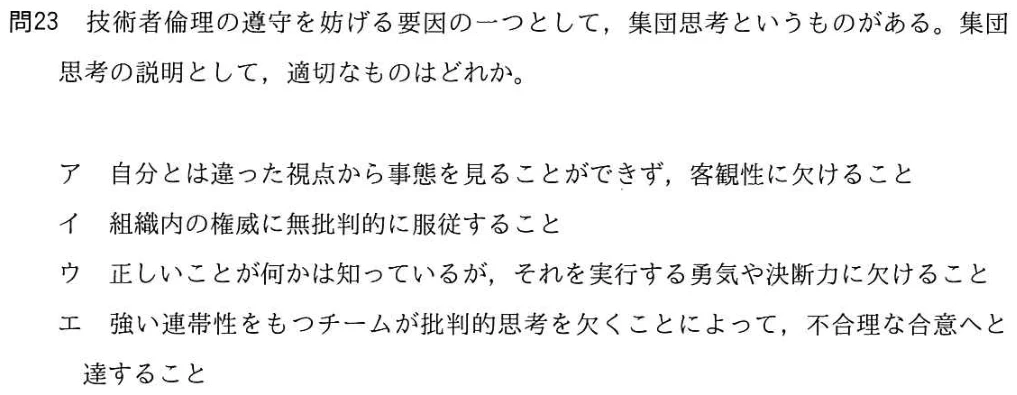 問23 技術者倫理の遵守を妨げる要因の一つとして，集団思考というものがある。集団
思考の説明として，適切なものはどれか。
ア 自分とは違った視点から事態を見ることができず，客観性に欠けること
イ 組織内の権威に無批判的に服従すること
ウ 正しいことが何かは知っているが，それを実行する勇気や決断力に欠けること
エ 強い連帯性をもつチームが批判的思考を欠くことによって，不合理な合意へと
達すること